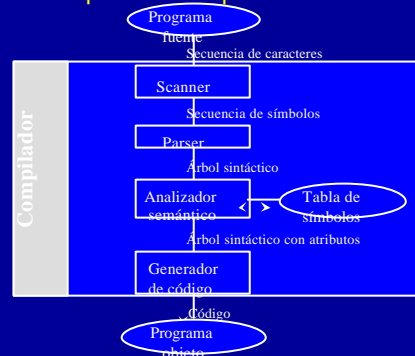 Programa
fuente
Secuencia de caracteres
Scanner
Secuencia de símbolos
Parser
Árbol sintáctico
Compilador
Analizador
semántico
Tabla de
símbolos
Árbol sintáctico con atributos
Generador
de código
Código
Programa
objeto